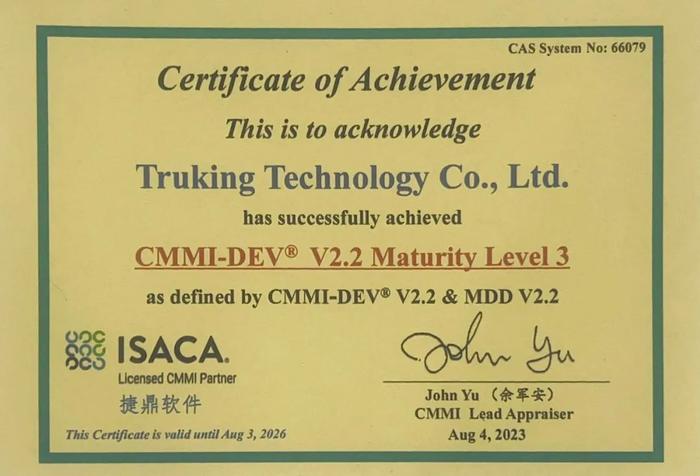 CAS System No: 66079
Certificate of Achievement
This is to acknowledge
Truking Technology Co., Ltd.
has successfully achieved
CMMI-DEV® V2.2 Maturity Level 3
as defined by CMMI-DEV® V2.2 & MDD V2.2
ISACA.
Licensed CMMI Partner
捷鼎软件
This Certificate is valid until Aug 3, 2026
John Yu
John Yu （余军安）
CMMI Lead Appraiser
Aug 4, 2023